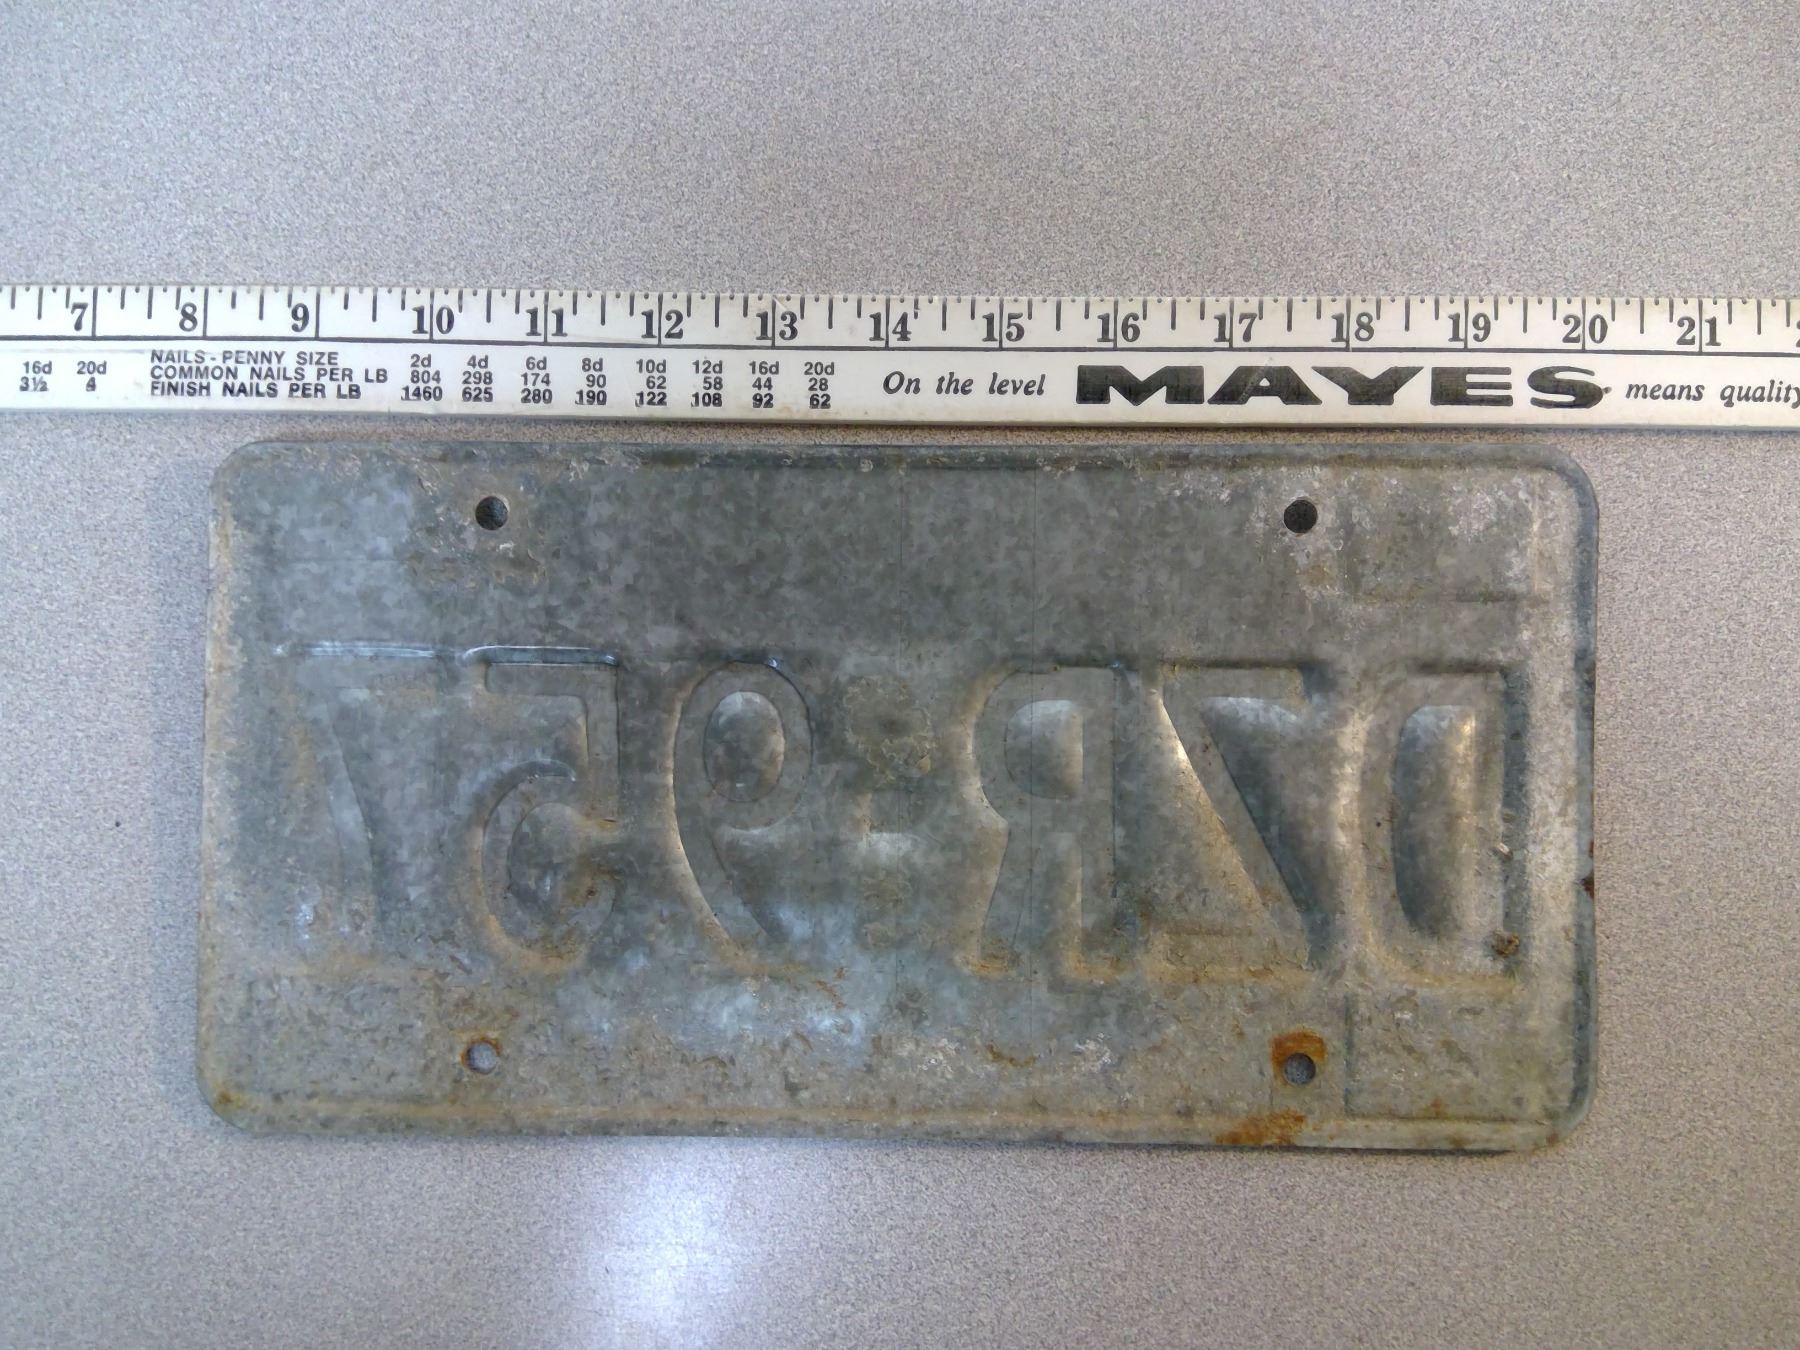 7 8 9 10 11 12 13 14 15 16 17 18 19 20 21
16d 20d
3½ 4
NAILS - PENNY SIZE 2d 4d 6d 8d 10d 12d 16d 20d
COMMON NAILS PER LB 804 298 174 90 62 58 44 28
FINISH NAILS PER LB 1460 625 280 190 122 108 92 62
On the level MAYES means quality
DZR 957